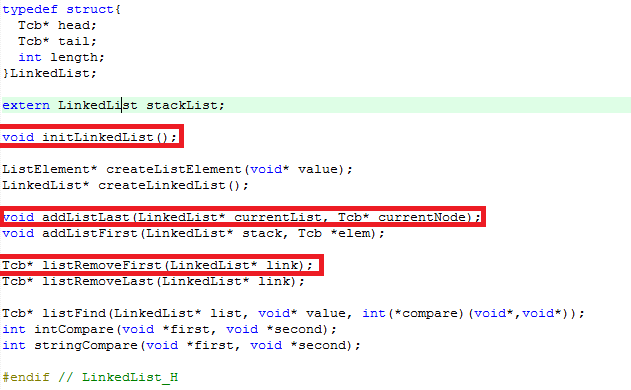 typedef struct{
Tcb* head;
Tcb* tail;
int length;
}LinkedList;
extern LinkedList stackList;
void initLinkedList();
ListElement* createListElement(void* value);
LinkedList* createLinkedList();
void addListLast(LinkedList* currentList, Tcb* currentNode);
void addListFirst(LinkedList* stack, Tcb *elem);
Tcb* listRemoveFirst(LinkedList* link);
Tcb* listRemoveLast(LinkedList* link);
Tcb* listFind(LinkedList* list, void* value, int(*compare)(void*,void*));
int intCompare(void *first, void *second);
int stringCompare(void *first, void *second);
#endif // LinkedList_H